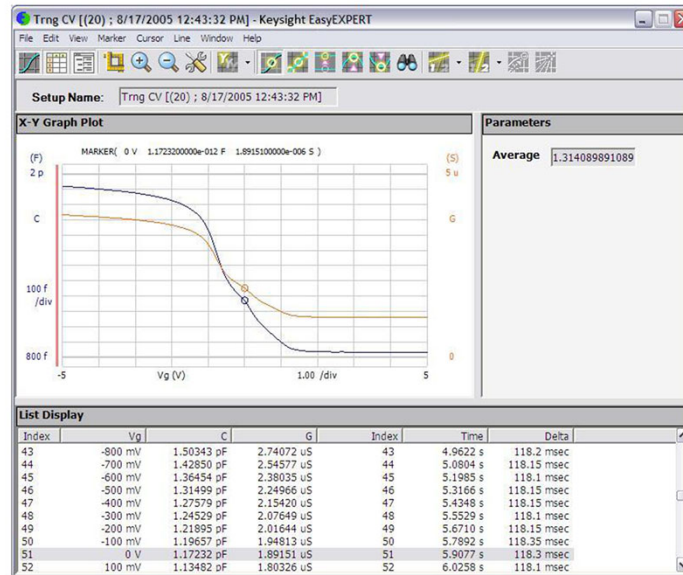 Trng CV [(20) ; 8/17/2005 12:43:32 PM] - Keysight EasyEXPERT
File Edit View Marker Cursor Line Window Help
Setup Name: Trng CV [(20) ; 8/17/2005 12:43:32 PM]
X-Y Graph Plot
Parameters
MARKER( 0 V 1.1723200000e-012 F 1.8915100000e-006 S )
Average 1.314089891089
(F) (S)
2 p 5 u
C G
100 f
/div
800 f 0
-5 Vg (V) 1.00 /div 5
List Display
Index Vg C G Index Time Delta
43 -800 mV 1.50343 pF 2.74072 uS 43 4.9622 s 118.2 msec
44 -700 mV 1.42850 pF 2.54577 uS 44 5.0804 s 118.15 msec
45 -600 mV 1.36454 pF 2.38035 uS 45 5.1985 s 118.1 msec
46 -500 mV 1.31499 pF 2.24966 uS 46 5.3166 s 118.15 msec
47 -400 mV 1.27579 pF 2.15420 uS 47 5.4348 s 118.15 msec
48 -300 mV 1.24529 pF 2.07649 uS 48 5.5529 s 118.1 msec
49 -200 mV 1.21895 pF 2.01644 uS 49 5.6710 s 118.15 msec
50 -100 mV 1.19657 pF 1.94813 uS 50 5.7892 s 118.35 msec
51 0 V 1.17232 pF 1.89151 uS 51 5.9077 s 118.3 msec
52 100 mV 1.13482 pF 1.80326 uS 52 6.0258 s 118.1 msec